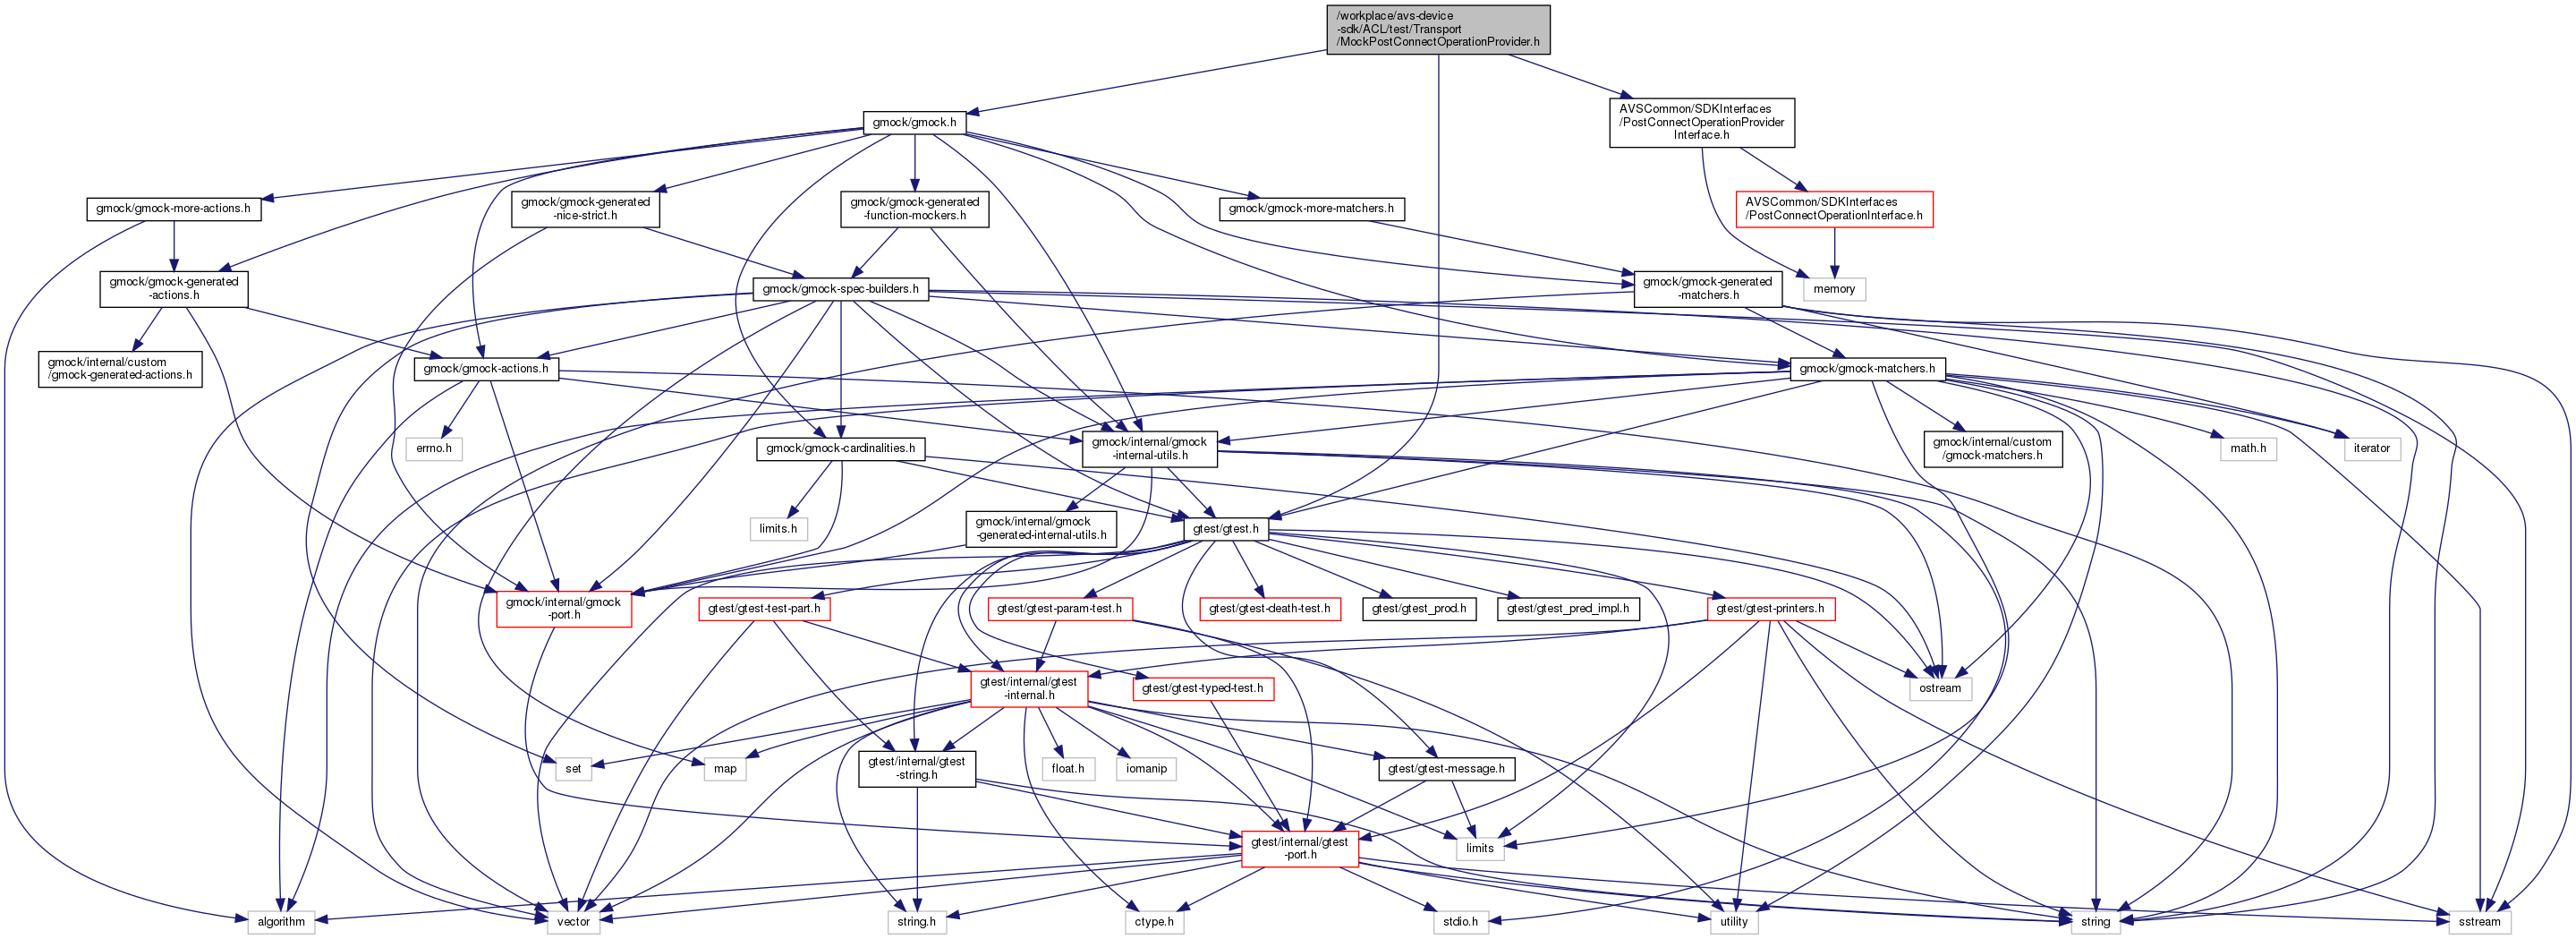 /workplace/avs-device
-sdk/ACL/test/Transport
/MockPostConnectOperationProvider.h
gmock/gmock.h
AVSCommon/SDKInterfaces
/PostConnectOperationProvider
Interface.h
gmock/gmock-more-actions.h
gmock/gmock-generated
-nice-strict.h
gmock/gmock-generated
-function-mockers.h
gmock/gmock-more-matchers.h
AVSCommon/SDKInterfaces
/PostConnectOperationInterface.h
gmock/gmock-generated
-actions.h
gmock/gmock-spec-builders.h
gmock/gmock-generated
-matchers.h
memory
gmock/internal/custom
/gmock-generated-actions.h
gmock/gmock-actions.h
gmock/gmock-matchers.h
errno.h
gmock/gmock-cardinalities.h
gmock/internal/gmock
-internal-utils.h
gmock/internal/custom
/gmock-matchers.h
math.h
iterator
limits.h
gmock/internal/gmock
-generated-internal-utils.h
gtest/gtest.h
gmock/internal/gmock
-port.h
gtest/gtest-test-part.h
gtest/gtest-param-test.h
gtest/gtest-death-test.h
gtest/gtest_prod.h
gtest/gtest_pred_impl.h
gtest/gtest-printers.h
gtest/internal/gtest
-internal.h
gtest/gtest-typed-test.h
ostream
set
map
gtest/internal/gtest
-string.h
float.h
iomanip
gtest/gtest-message.h
gtest/internal/gtest
-port.h
limits
algorithm
vector
string.h
ctype.h
stdio.h
utility
string
sstream